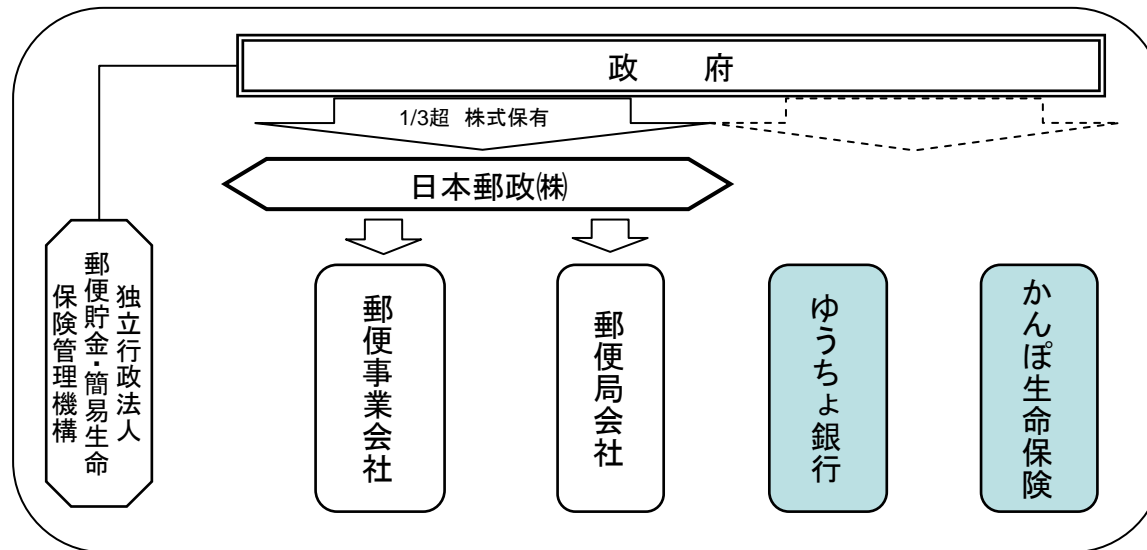 政　　府
1/3超 株式保有
日本郵政㈱
独立行政法人
郵便貯金・簡易生命
保険管理機構
郵便事業会社
郵便局会社
ゆうちょ銀行
かんぽ生命保険